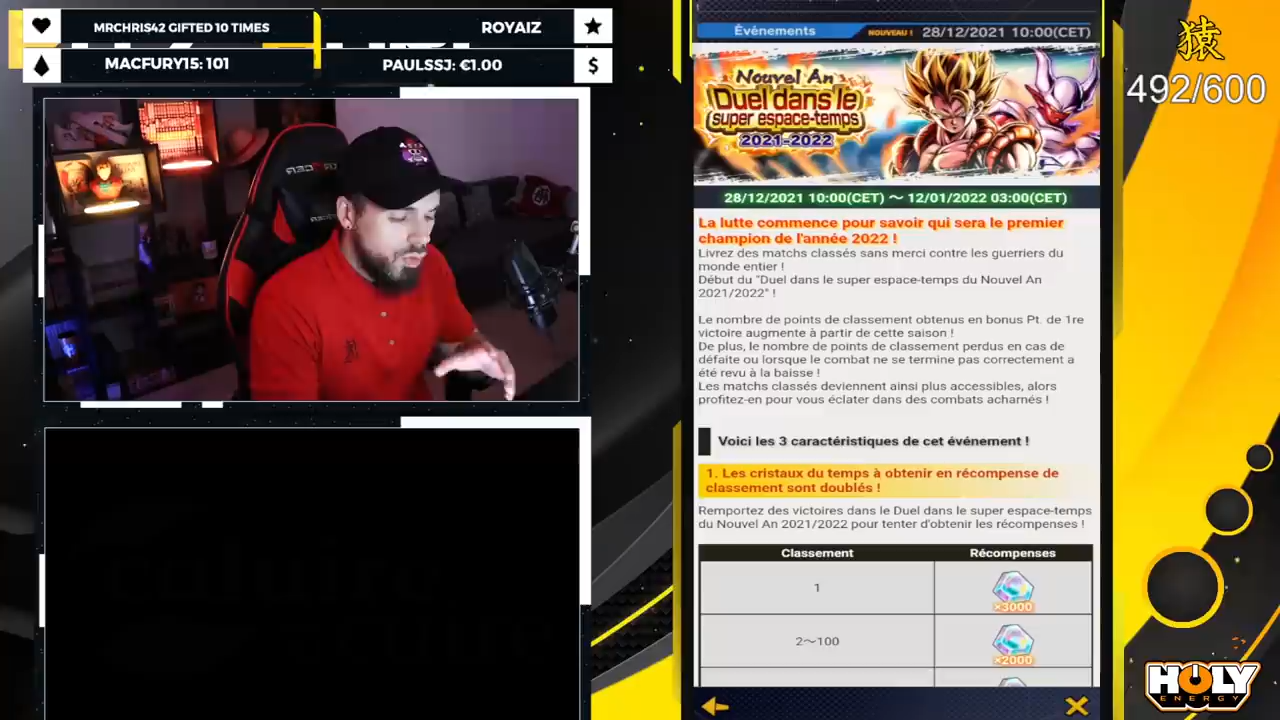 MRCHRIS42 GIFTED 10 TIMES
ROYAIZ
MACFURY15: 101
PAULSSJ: €1.00
Événements
NOUVEAU !
28/12/2021 10:00(CET)
猿
492/600
Nouvel An
Duel dans le
super espace-temps
2021-2022
28/12/2021 10:00(CET) ～ 12/01/2022 03:00(CET)
La lutte commence pour savoir qui sera le premier
champion de l'année 2022 !
Livrez des matchs classés sans merci contre les guerriers du
monde entier !
Début du "Duel dans le super espace-temps du Nouvel An
2021/2022" !
Le nombre de points de classement obtenus en bonus Pt. de 1re
victoire augmente à partir de cette saison !
De plus, le nombre de points de classement perdus en cas de
défaite ou lorsque le combat ne se termine pas correctement a
été revu à la baisse !
Les matchs classés deviennent ainsi plus accessibles, alors
profitez-en pour vous éclater dans des combats acharnés !
Voici les 3 caractéristiques de cet événement !
1. Les cristaux du temps à obtenir en récompense de
classement sont doublés !
Remportez des victoires dans le Duel dans le super espace-temps
du Nouvel An 2021/2022 pour tenter d'obtenir les récompenses !
Classement Récompenses
1 ×3000
2～100 ×2000
HOLY
ENERGY